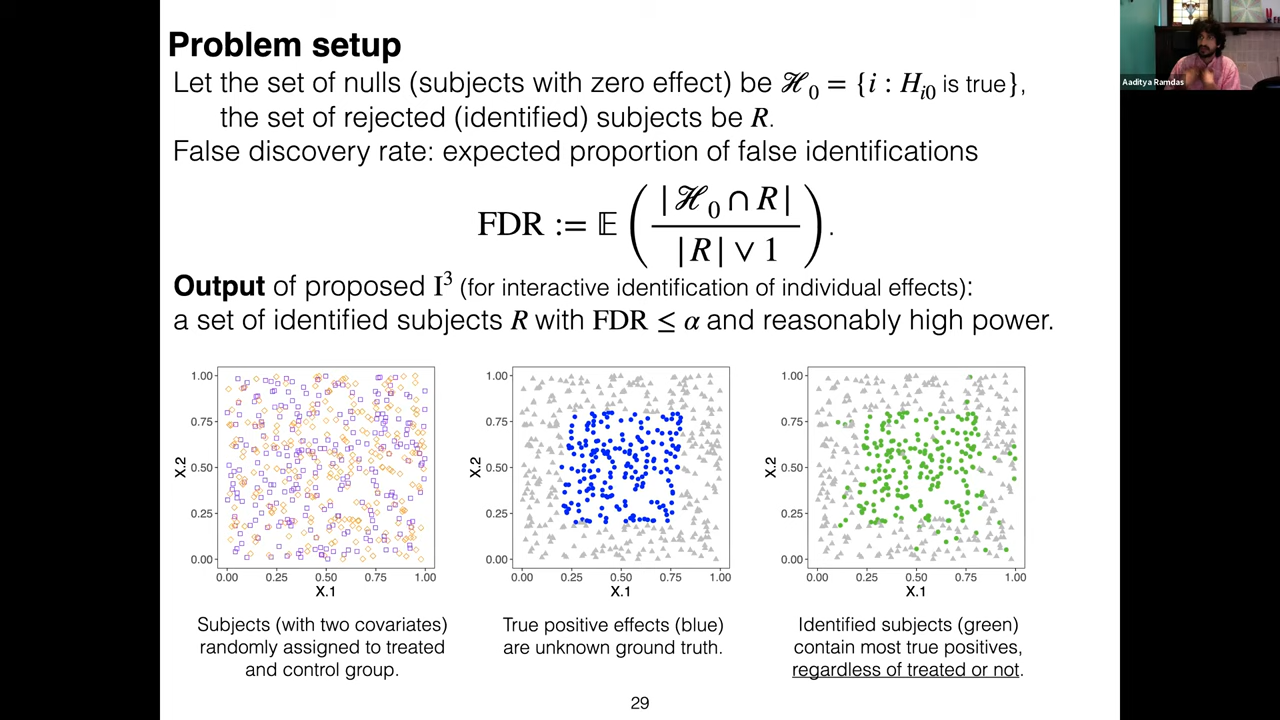 Problem setup
Let the set of nulls (subjects with zero effect) be ℋ₀ = {i : Hᵢ₀ is true},
the set of rejected (identified) subjects be R.
False discovery rate: expected proportion of false identifications
FDR := 𝔼 ( |ℋ₀ ∩ R| / |R| ∨ 1 ).
Output of proposed I³ (for interactive identification of individual effects):
a set of identified subjects R with FDR ≤ α and reasonably high power.
1.00
0.75
0.50
0.25
0.00
X.2
0.00 0.25 0.50 0.75 1.00
X.1
1.00
0.75
0.50
0.25
0.00
X.2
0.00 0.25 0.50 0.75 1.00
X.1
1.00
0.75
0.50
0.25
0.00
X.2
0.00 0.25 0.50 0.75 1.00
X.1
Subjects (with two covariates)
randomly assigned to treated
and control group.
True positive effects (blue)
are unknown ground truth.
Identified subjects (green)
contain most true positives,
regardless of treated or not.
29
Aaditya Ramdas